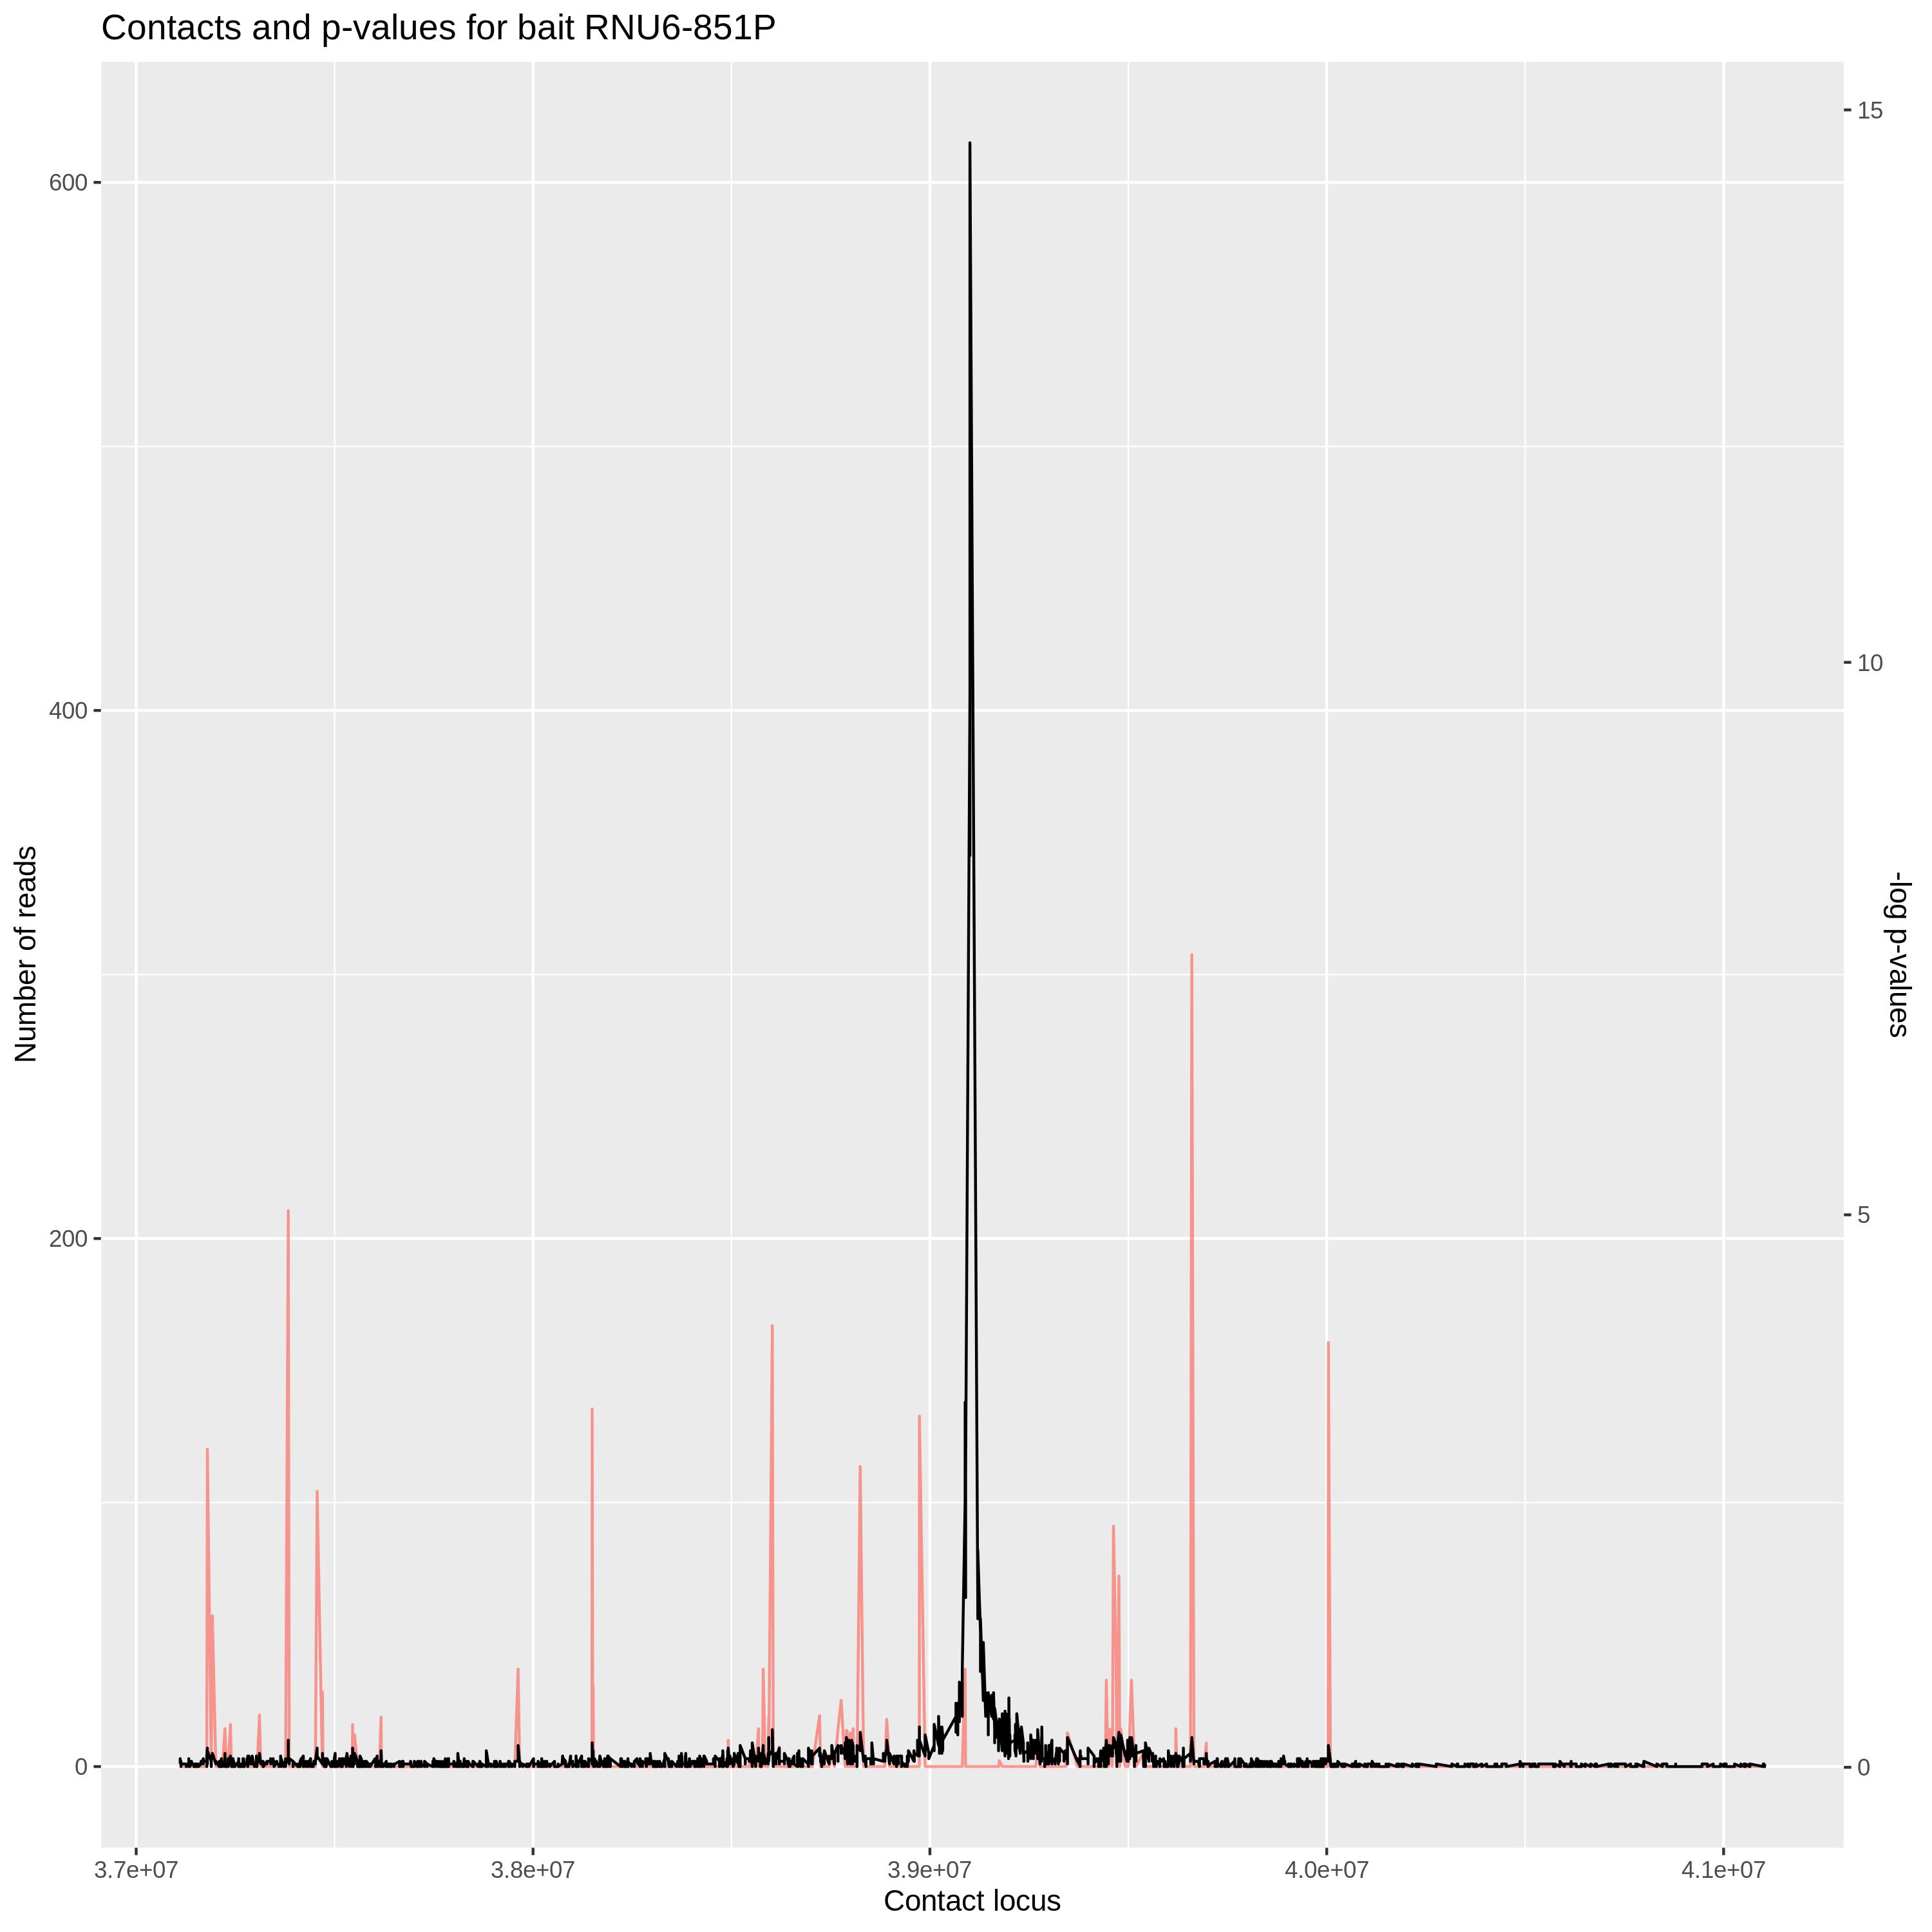 Contacts and p-values for bait RNU6-851P
600
400
200
0
Number of reads
15
10
5
0
-log p-values
3.7e+07
3.8e+07
3.9e+07
4.0e+07
4.1e+07
Contact locus